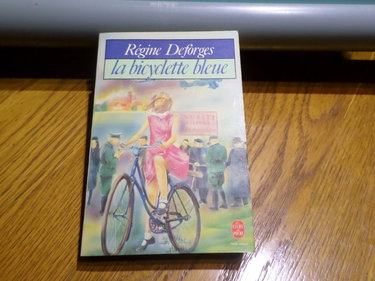 Régine Deforges
la bicyclette bleue